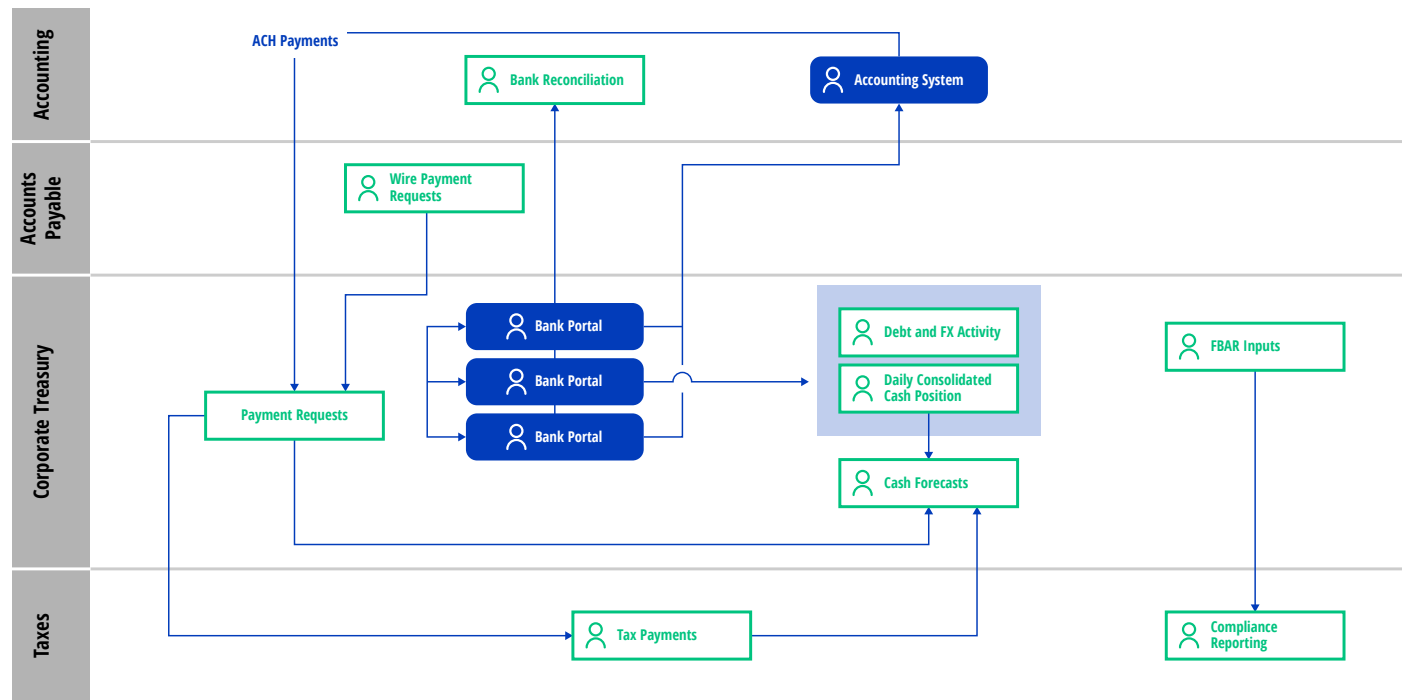 Accounting
ACH Payments
Bank Reconciliation
Accounting System
Accounts
Payable
Wire Payment
Requests
Corporate Treasury
Bank Portal
Bank Portal
Bank Portal
Payment Requests
Debt and FX Activity
Daily Consolidated
Cash Position
Cash Forecasts
FBAR Inputs
Taxes
Tax Payments
Compliance
Reporting